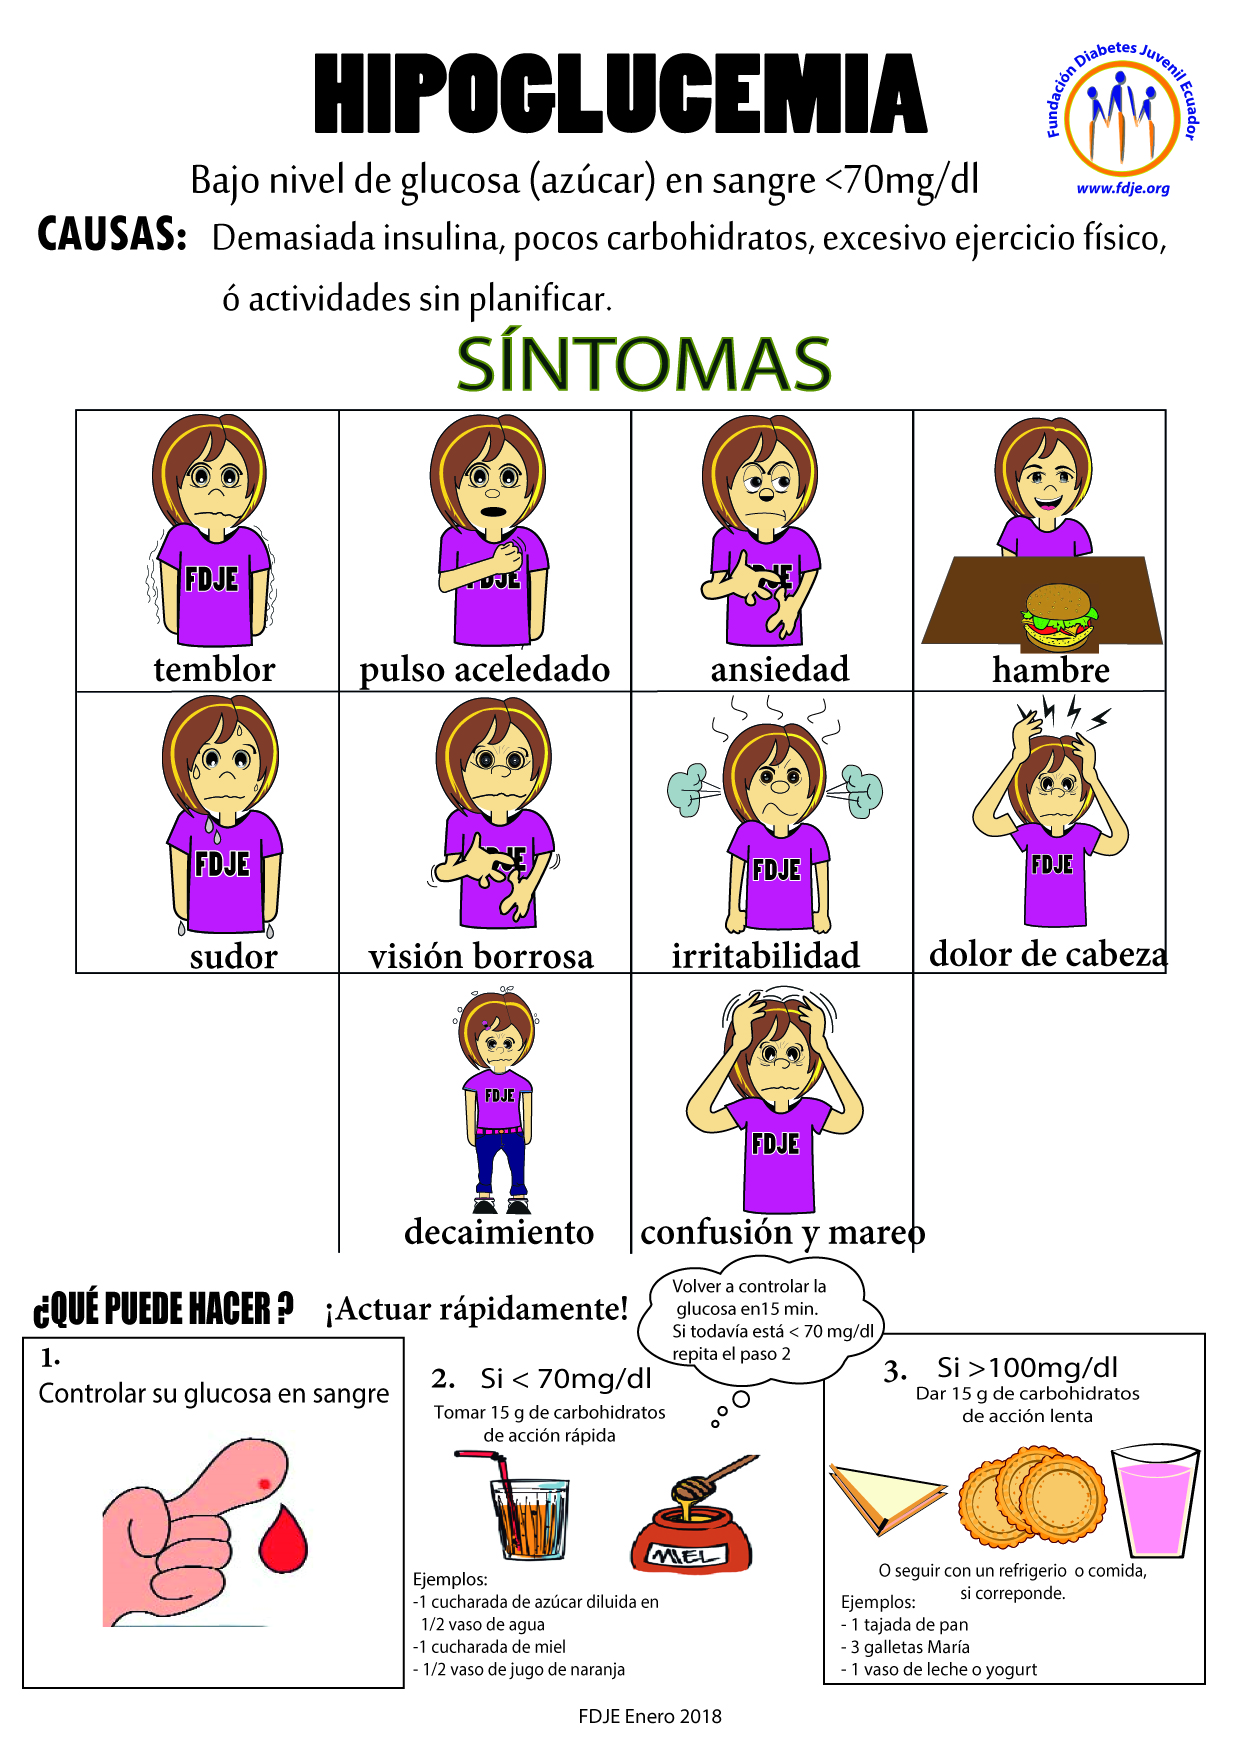 HIPOGLUCEMIA
Fundación Diabetes Juvenil Ecuador
www.fdje.org
Bajo nivel de glucosa (azúcar) en sangre <70mg/dl
CAUSAS: Demasiada insulina, pocos carbohidratos, excesivo ejercicio físico,
ó actividades sin planificar.
SÍNTOMAS
FDJE
FDJE
FDJE
temblor
pulso aceledado
ansiedad
hambre
FDJE
FDJE
FDJE
FDJE
sudor
visión borrosa
irritabilidad
dolor de cabeza
FDJE
FDJE
decaimiento
confusión y mareo
¿QUÉ PUEDE HACER ?
¡Actuar rápidamente!
Volver a controlar la
glucosa en15 min.
Si todavía está < 70 mg/dl
repita el paso 2
1.
Controlar su glucosa en sangre
2. Si < 70mg/dl
Tomar 15 g de carbohidratos
de acción rápida
MIEL
Ejemplos:
-1 cucharada de azúcar diluida en
1/2 vaso de agua
-1 cucharada de miel
- 1/2 vaso de jugo de naranja
3. Si >100mg/dl
Dar 15 g de carbohidratos
de acción lenta
O seguir con un refrigerio o comida,
si correponde.
Ejemplos:
- 1 tajada de pan
- 3 galletas María
- 1 vaso de leche o yogurt
FDJE Enero 2018